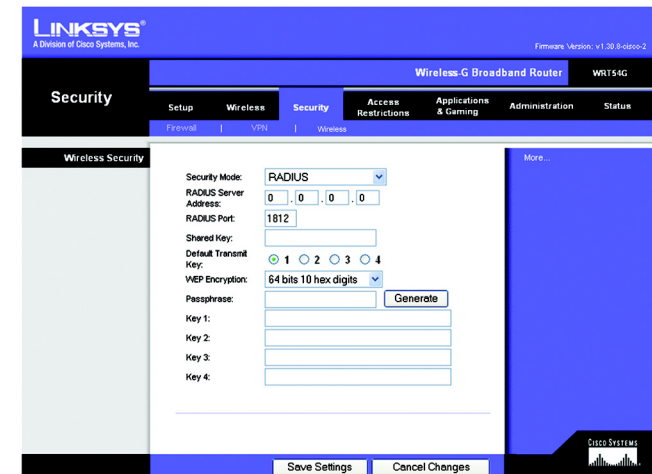 LINKSYS®
A Division of Cisco Systems, Inc.
Firmware Version: v1.30.8-cisco-2
Wireless-G Broadband Router WRT54G
Security
Setup Wireless Security Access Restrictions Applications & Gaming Administration Status
Firewall | VPN | Wireless
Wireless Security
More...
Security Mode: RADIUS
RADIUS Server Address: 0 . 0 . 0 . 0
RADIUS Port: 1812
Shared Key:
Default Transmit Key: 1 2 3 4
WEP Encryption: 64 bits 10 hex digits
Passphrase: Generate
Key 1:
Key 2:
Key 3:
Key 4:
CISCO SYSTEMS
Save Settings Cancel Changes